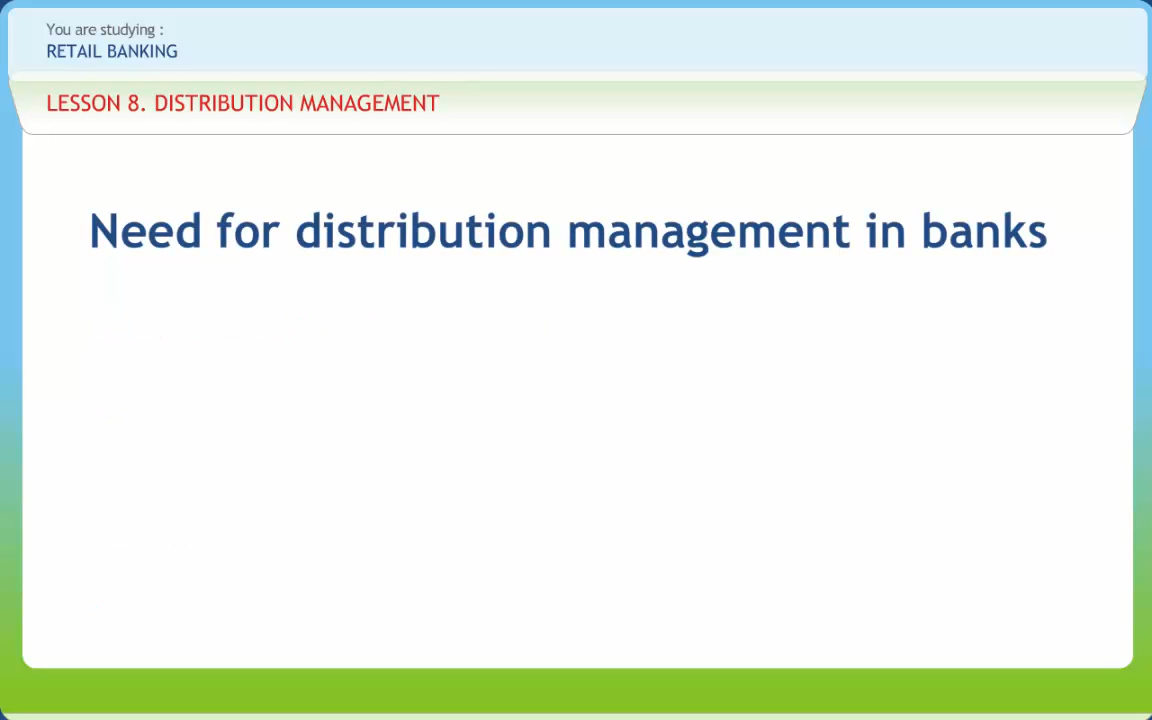 You are studying :
RETAIL BANKING
LESSON 8. DISTRIBUTION MANAGEMENT
Need for distribution management in banks